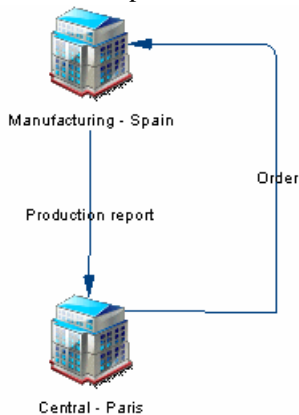 Manufacturing - Spain
Order
Production report
Central - Paris